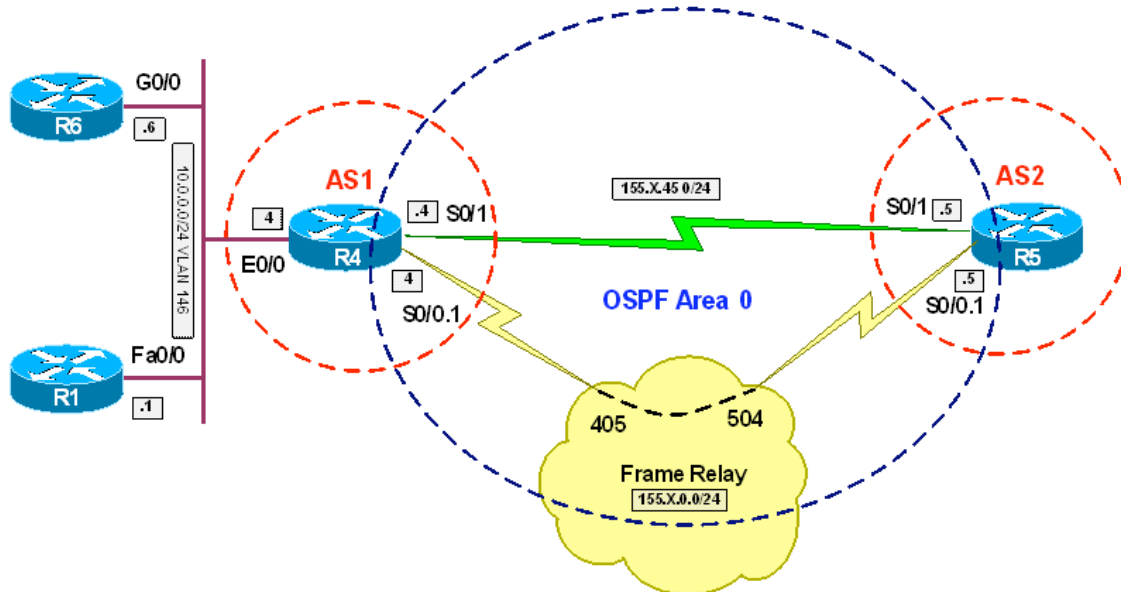 G0/0
R6
.6
10.0.0.0/24 VLAN 146
AS1
4
.4
S0/1
E0/0
R4
4
S0/0.1
155.X.45 0/24
AS2
S0/1
.5
R5
.5
S0/0.1
OSPF Area 0
Fa0/0
R1
.1
405
504
Frame Relay
155.X.0.0/24